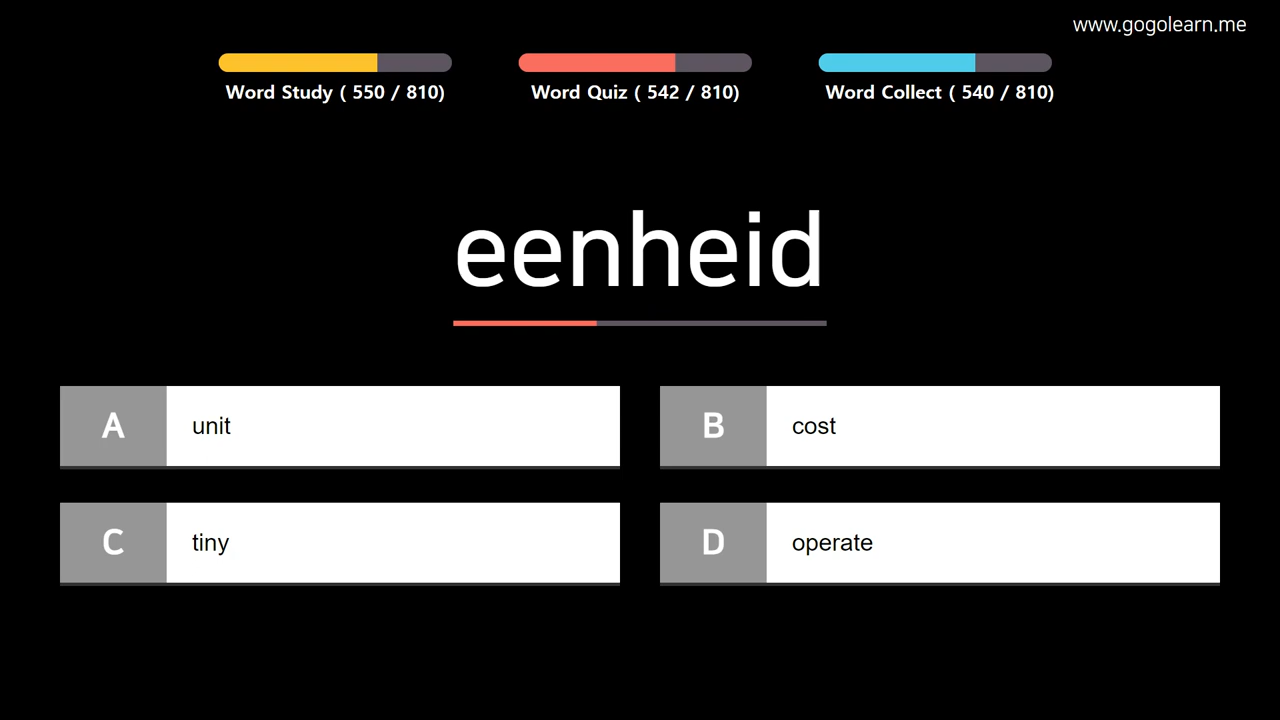 www.gogolearn.me
Word Study ( 550 / 810)
Word Quiz ( 542 / 810)
Word Collect ( 540 / 810)
eenheid
A unit
B cost
C tiny
D operate